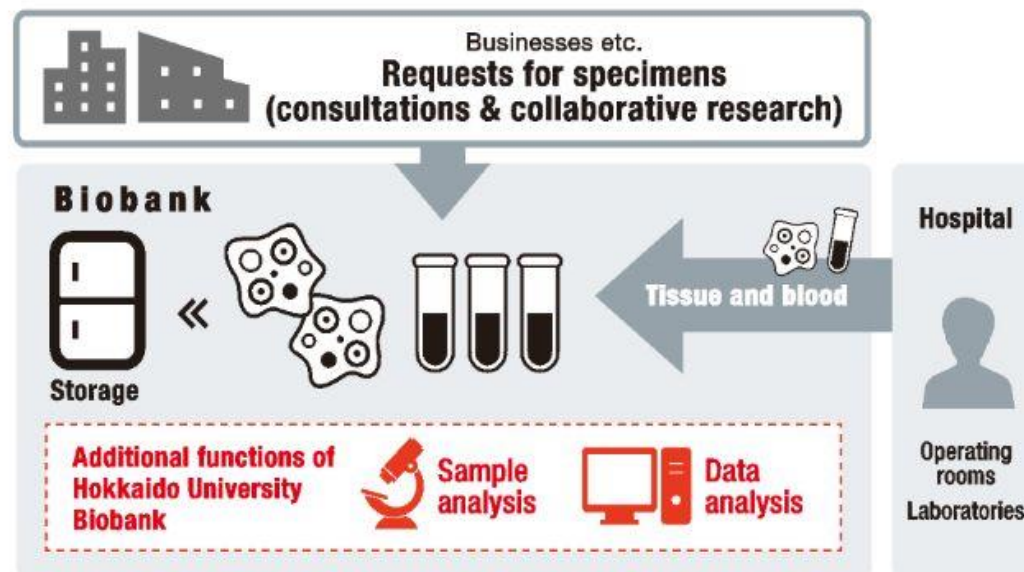 Businesses etc.
Requests for specimens
(consultations & collaborative research)
Biobank
Storage
Tissue and blood
Hospital
Operating
rooms
Laboratories
Additional functions of
Hokkaido University
Biobank
Sample
analysis
Data
analysis